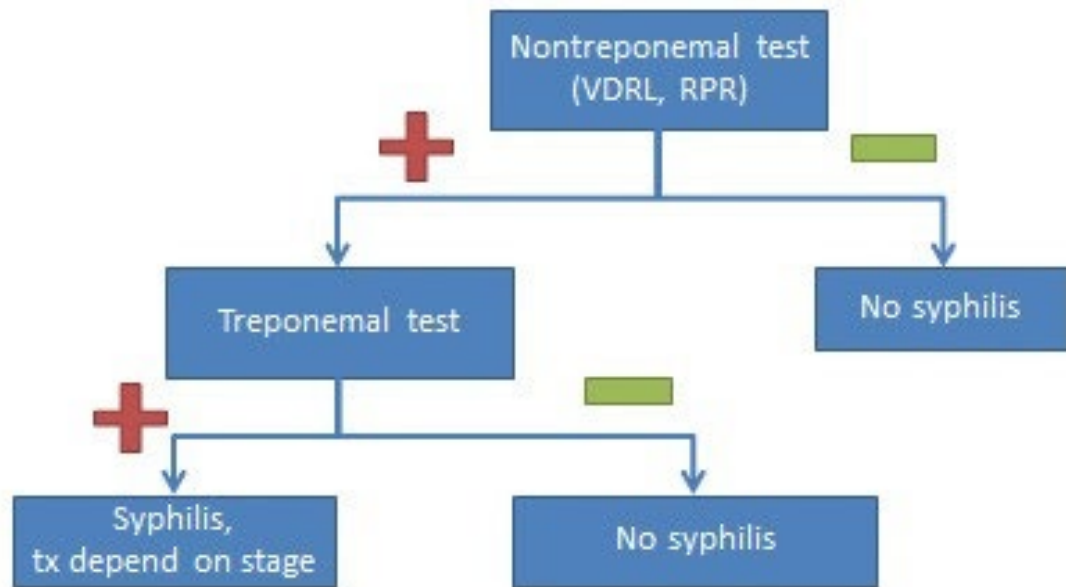 Nontreponemal test
(VDRL, RPR)
Treponemal test
No syphilis
Syphilis,
tx depend on stage
No syphilis